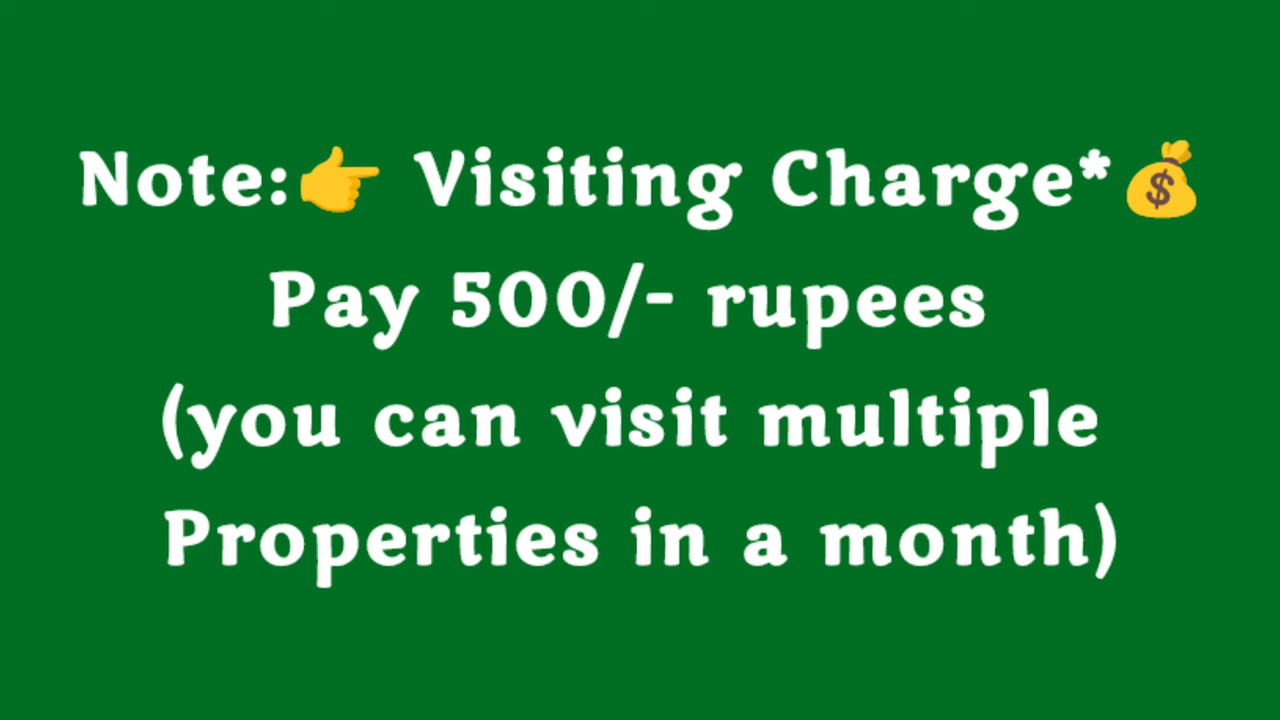 Note:👉 Visiting Charge*💰
Pay 500/- rupees
(you can visit multiple
Properties in a month)